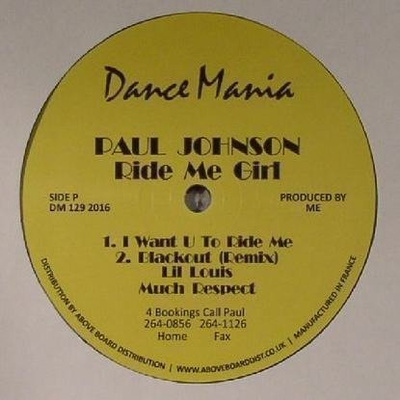 Dance Mania
PAUL JOHNSON
Ride Me Girl
SIDE P
DM 129 2016
PRODUCED BY
ME
1. I Want U To Ride Me
2. Blackout (Remix)
Lil Louis
Much Respect
4 Bookings Call Paul
264-0856 264-1126
Home Fax
DISTRIBUTION BY ABOVE BOARD DISTRIBUTION | WWW.ABOVEBOARDDIST.CO.UK | MANUFACTURED IN FRANCE